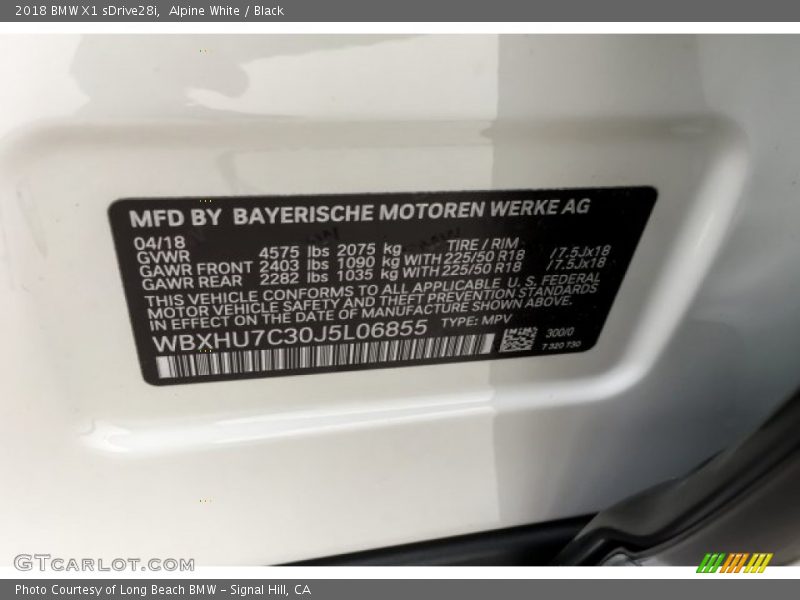 2018 BMW X1 sDrive28i, Alpine White / Black
MFD BY BAYERISCHE MOTOREN WERKE AG
04/18
GVWR 4575 lbs 2075 kg TIRE / RIM
GAWR FRONT 2403 lbs 1090 kg WITH 225/50 R18 /7.5Jx18
GAWR REAR 2282 lbs 1035 kg WITH 225/50 R18 /7.5Jx18
THIS VEHICLE CONFORMS TO ALL APPLICABLE U. S. FEDERAL
MOTOR VEHICLE SAFETY AND THEFT PREVENTION STANDARDS
IN EFFECT ON THE DATE OF MANUFACTURE SHOWN ABOVE.
WBXHU7C30J5L06855 TYPE: MPV
300/0
7 320 730
GTCARLOT.COM
Photo Courtesy of Long Beach BMW - Signal Hill, CA